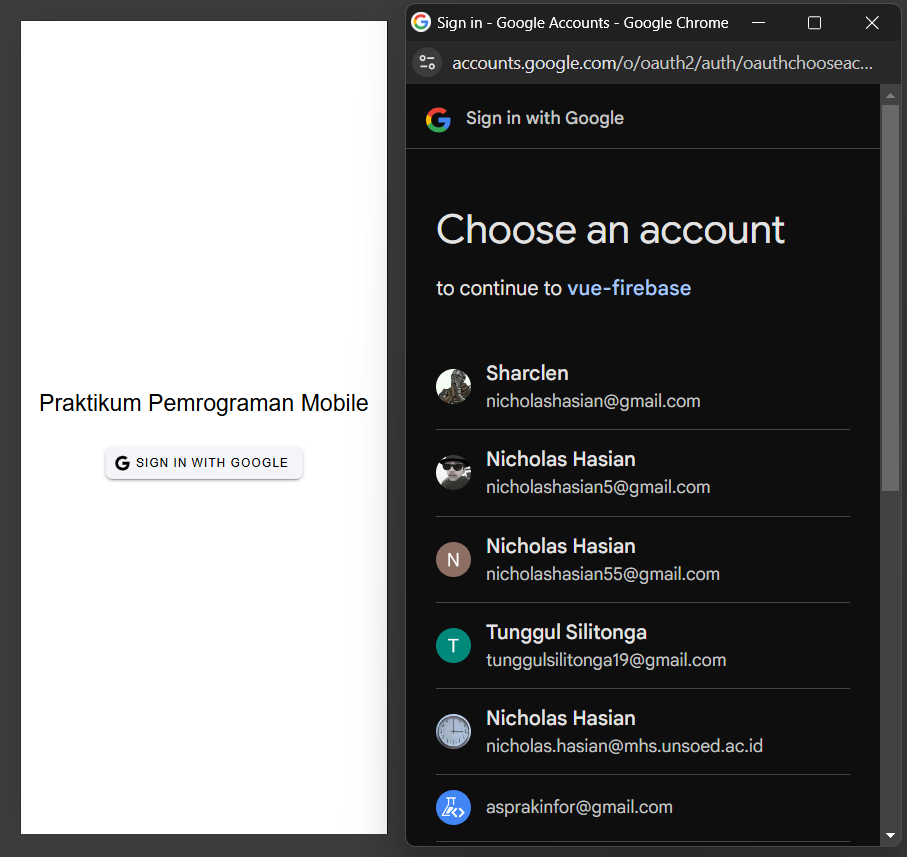 Praktikum Pemrograman Mobile
SIGN IN WITH GOOGLE
Sign in - Google Accounts - Google Chrome
accounts.google.com/o/oauth2/auth/oauthchooseac...
Sign in with Google
Choose an account
to continue to vue-firebase
Sharclen
nicholashasian@gmail.com
Nicholas Hasian
nicholashasian5@gmail.com
N
Nicholas Hasian
nicholashasian55@gmail.com
T
Tunggul Silitonga
tunggulsilitonga19@gmail.com
Nicholas Hasian
nicholas.hasian@mhs.unsoed.ac.id
asprakinfor@gmail.com